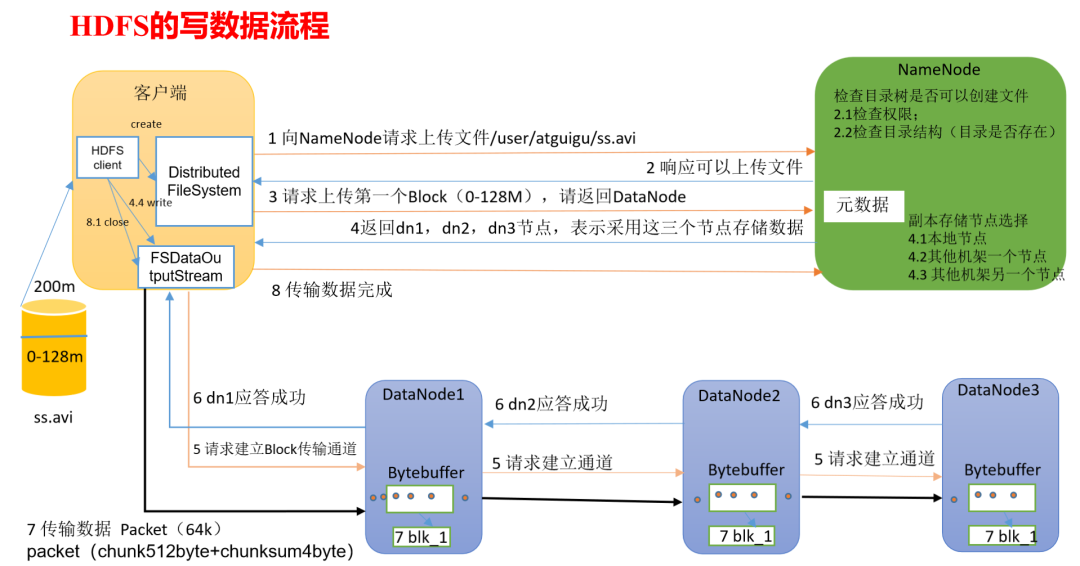 HDFS的写数据流程
客户端
create
HDFS
client
Distributed
FileSystem
4.4 write
8.1 close
FSDataOu
tputStream
200m
0-128m
ss.avi
1 向NameNode请求上传文件/user/atguigu/ss.avi
2 响应可以上传文件
3 请求上传第一个Block（0-128M），请返回DataNode
4返回dn1，dn2，dn3节点，表示采用这三个节点存储数据
8 传输数据完成
NameNode
检查目录树是否可以创建文件
2.1检查权限；
2.2检查目录结构（目录是否存在）
元数据
副本存储节点选择
4.1本地节点
4.2其他机架一个节点
4.3 其他机架另一个节点
6 dn1应答成功
5 请求建立Block传输通道
DataNode1
Bytebuffer
7 blk_1
6 dn2应答成功
5 请求建立通道
DataNode2
Bytebuffer
7 blk_1
6 dn3应答成功
5 请求建立通道
DataNode3
Bytebuffer
7 blk_1
7 传输数据 Packet（64k）
packet（chunk512byte+chunksum4byte）